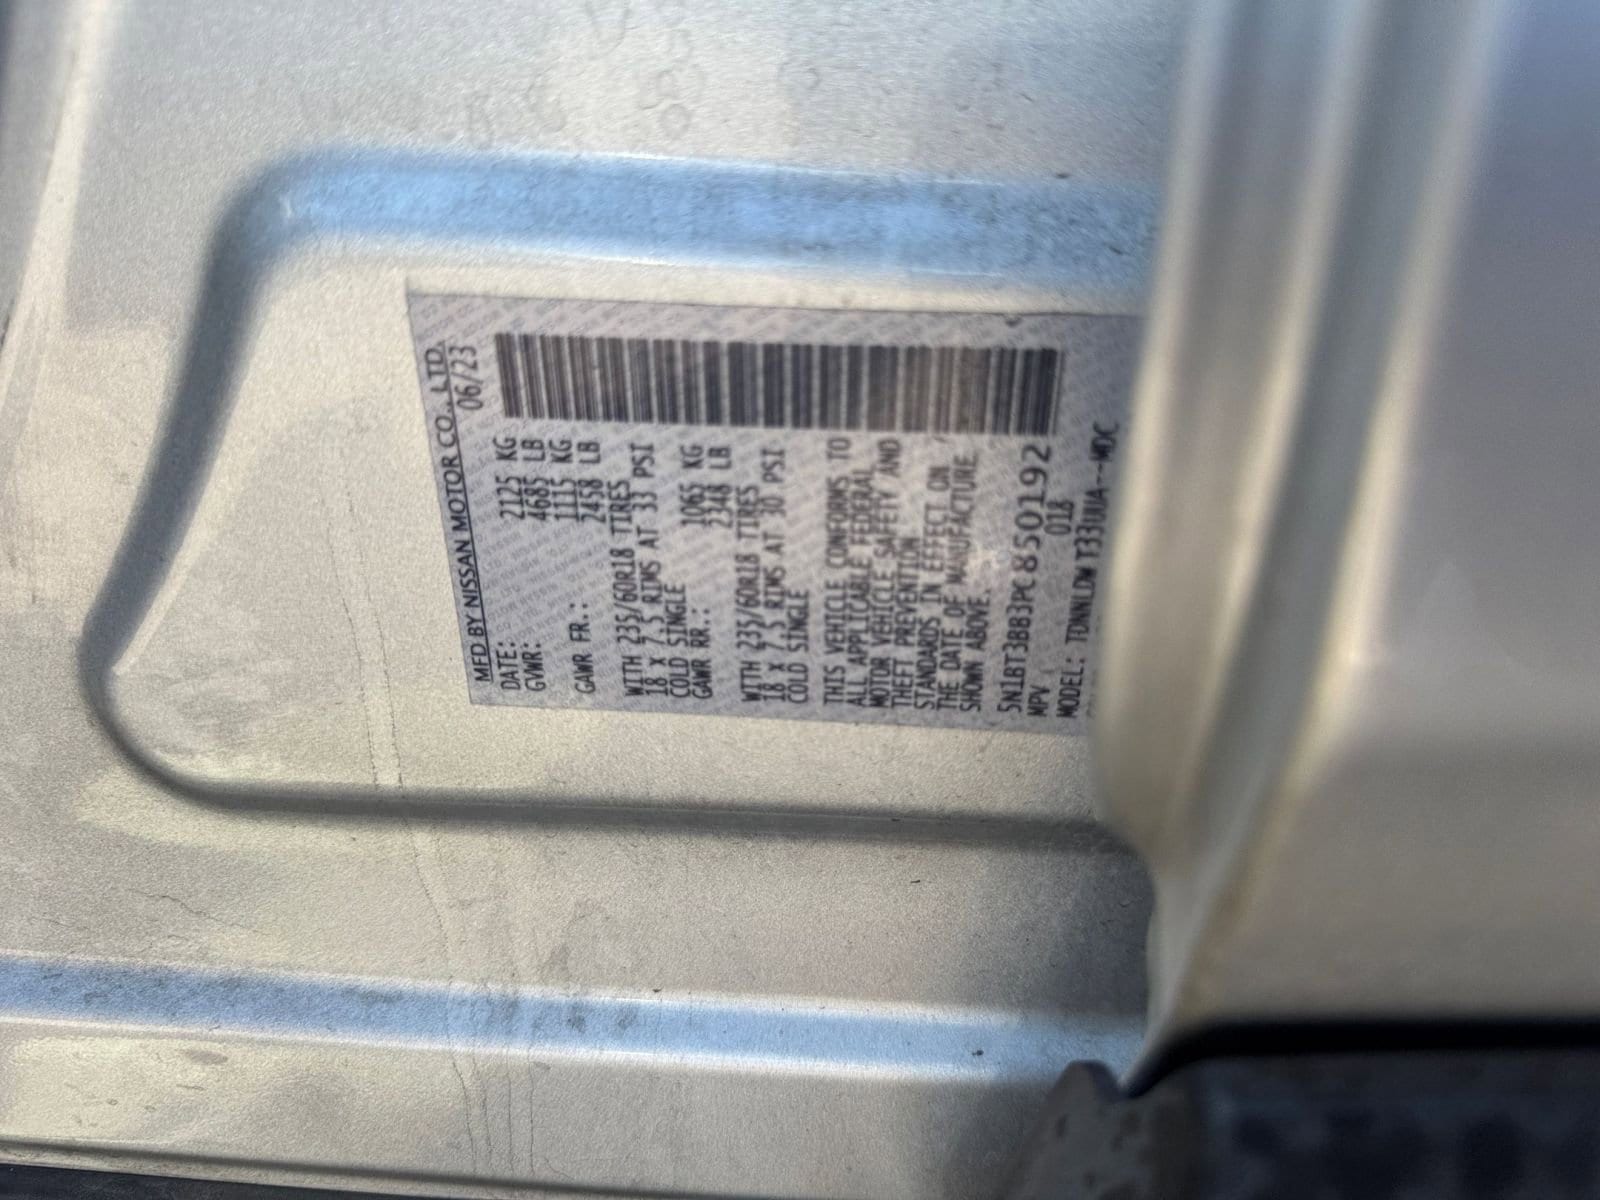 MFD BY NISSAN MOTOR CO., LTD.
DATE: 06/23
GVWR: 2125 KG
4685 LB
GAWR FR.: 1115 KG
2458 LB
WITH 235/60R18 TIRES
18 X 7.5 RIMS AT 33 PSI
COLD SINGLE
GAWR RR.: 1065 KG
2348 LB
WITH 235/60R18 TIRES
18 X 7.5 RIMS AT 30 PSI
COLD SINGLE
THIS VEHICLE CONFORMS TO
ALL APPLICABLE FEDERAL
MOTOR VEHICLE SAFETY AND
THEFT PREVENTION
STANDARDS IN EFFECT ON
THE DATE OF MANUFACTURE
SHOWN ABOVE.
5N1BT3BB3PC850192
MPV 018
MODEL: